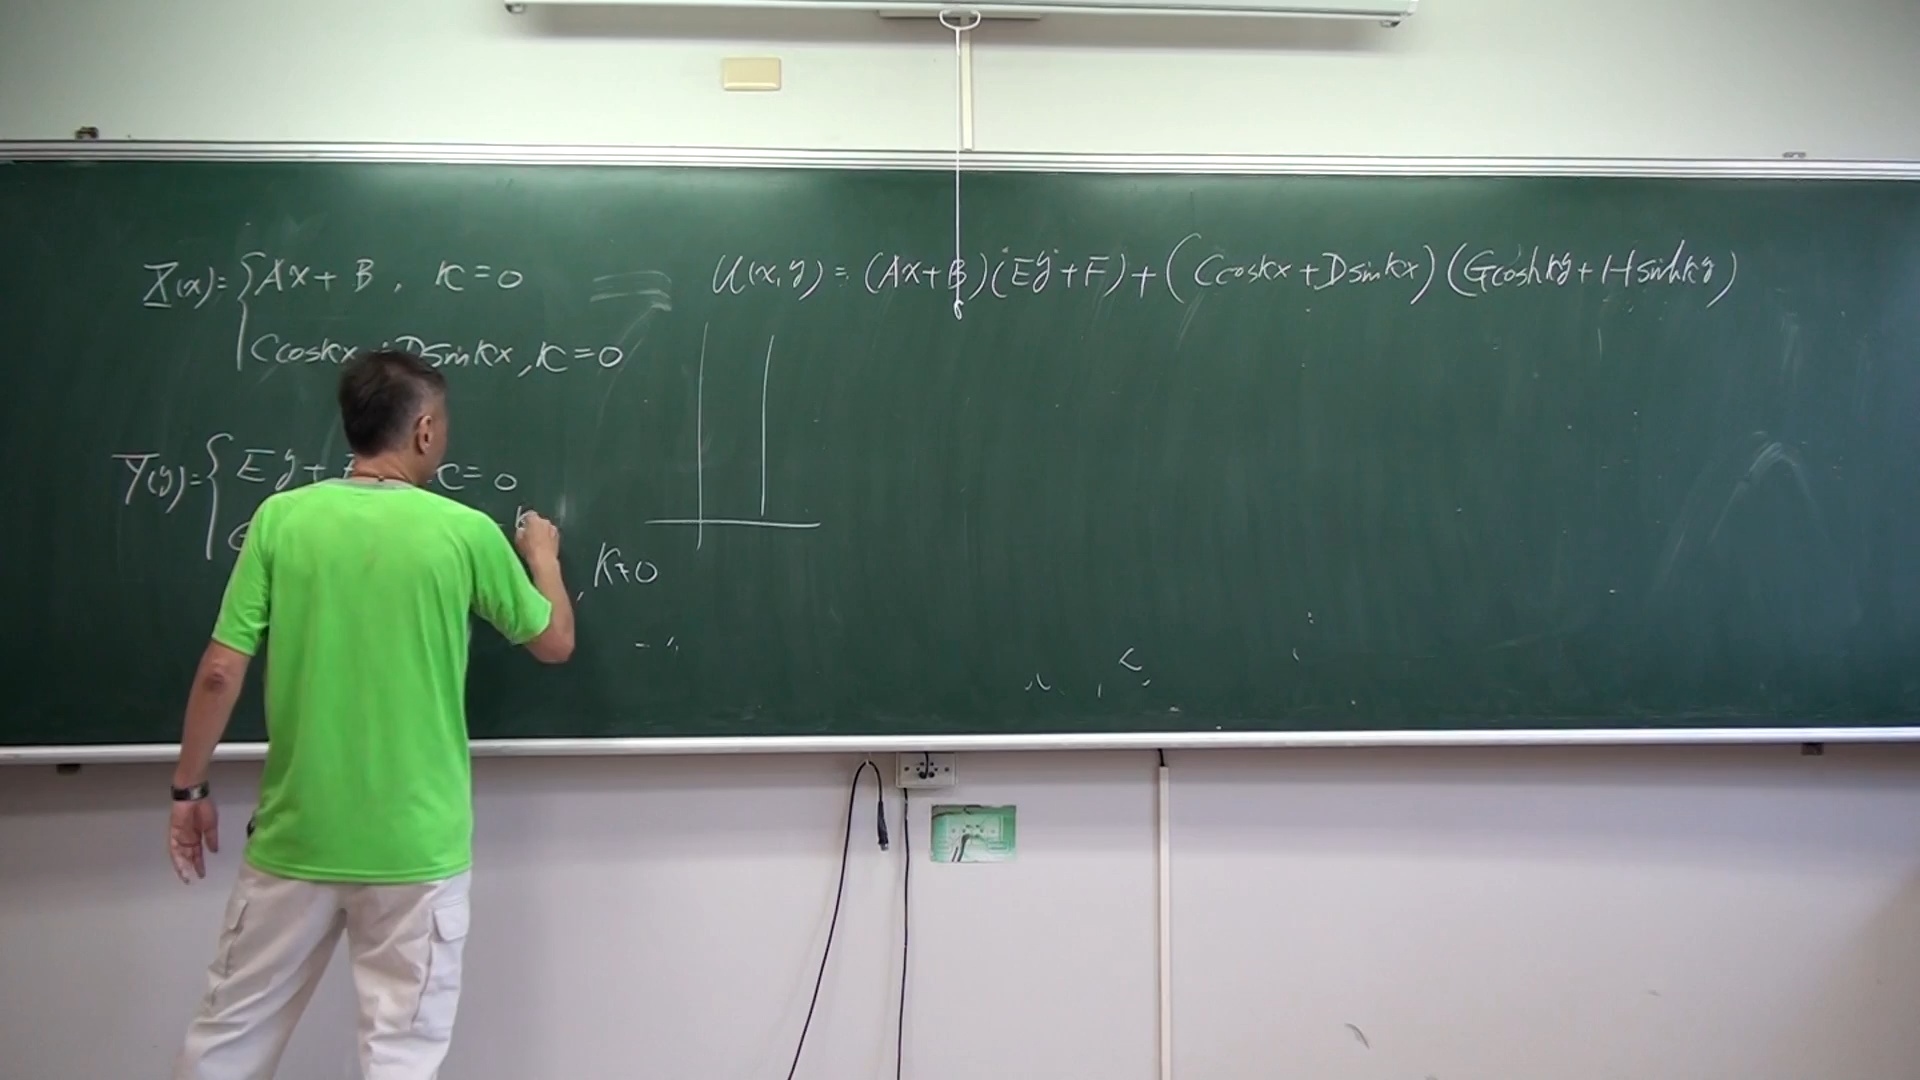 X(x)= { Ax + B , K = 0
Ccoskx + Dsinkx , K = 0
Y(y)= { Ey + F = 0
, K≠0
U(x,y) = (Ax+B)(Ey+F)+(Ccoskx+Dsinkx)(Gcoshky+Hsinhky)